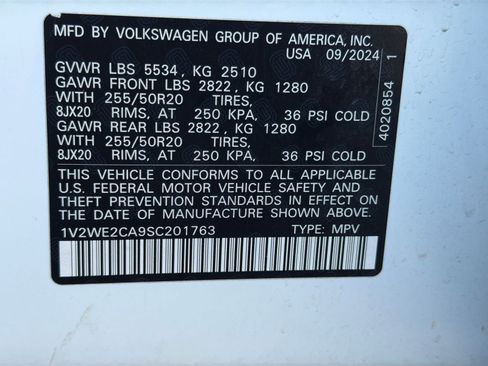 MFD BY VOLKSWAGEN GROUP OF AMERICA, INC.
USA 09/2024
GVWR LBS 5534, KG 2510
GAWR FRONT LBS 2822, KG 1280
WITH 255/50R20 TIRES,
8JX20 RIMS, AT 250 KPA, 36 PSI COLD
GAWR REAR LBS 2822, KG 1280
WITH 255/50R20 TIRES,
8JX20 RIMS, AT 250 KPA, 36 PSI COLD
THIS VEHICLE CONFORMS TO ALL APPLICABLE
U.S. FEDERAL MOTOR VEHICLE SAFETY AND
THEFT PREVENTION STANDARDS IN EFFECT ON
THE DATE OF MANUFACTURE SHOWN ABOVE.
1V2WE2CA9SC201763 TYPE: MPV
4020854 1